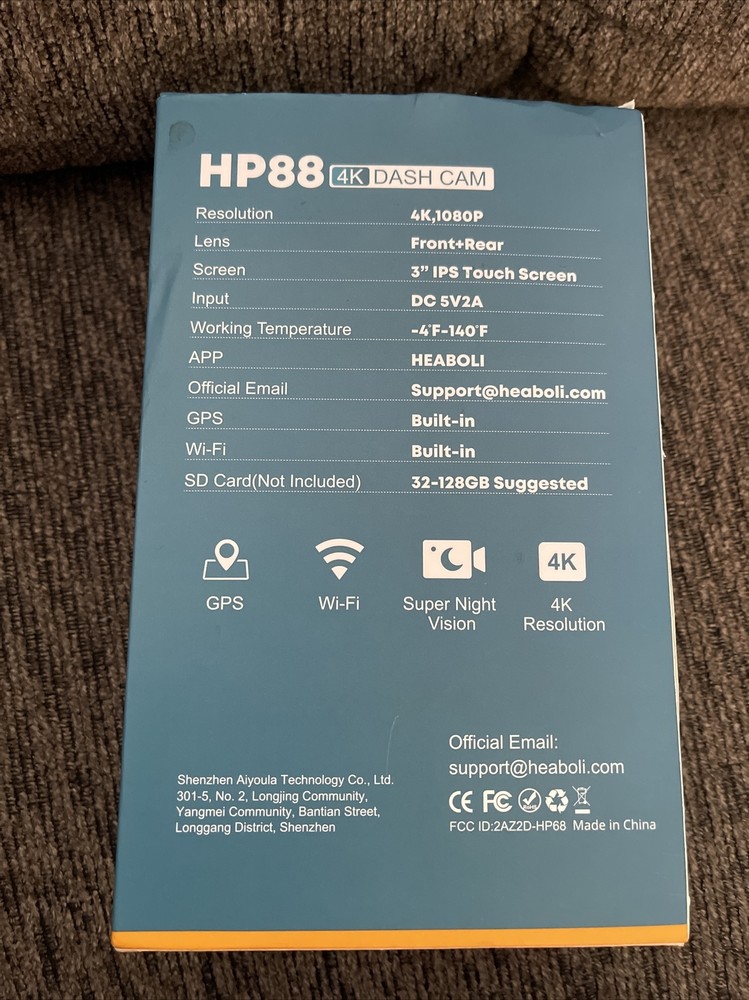 HP88 4K DASH CAM
Resolution 4K,1080P
Lens Front+Rear
Screen 3” IPS Touch Screen
Input DC 5V2A
Working Temperature -4°F-140°F
APP HEABOLI
Official Email Support@heaboli.com
GPS Built-in
Wi-Fi Built-in
SD Card(Not Included) 32-128GB Suggested
4K
GPS
Wi-Fi
Super Night
Vision
4K
Resolution
Official Email:
support@heaboli.com
Shenzhen Aiyoula Technology Co., Ltd.
301-5, No. 2, Longjing Community,
Yangmei Community, Bantian Street,
Longgang District, Shenzhen
CE FC RoHS
FCC ID:2AZ2D-HP68 Made in China